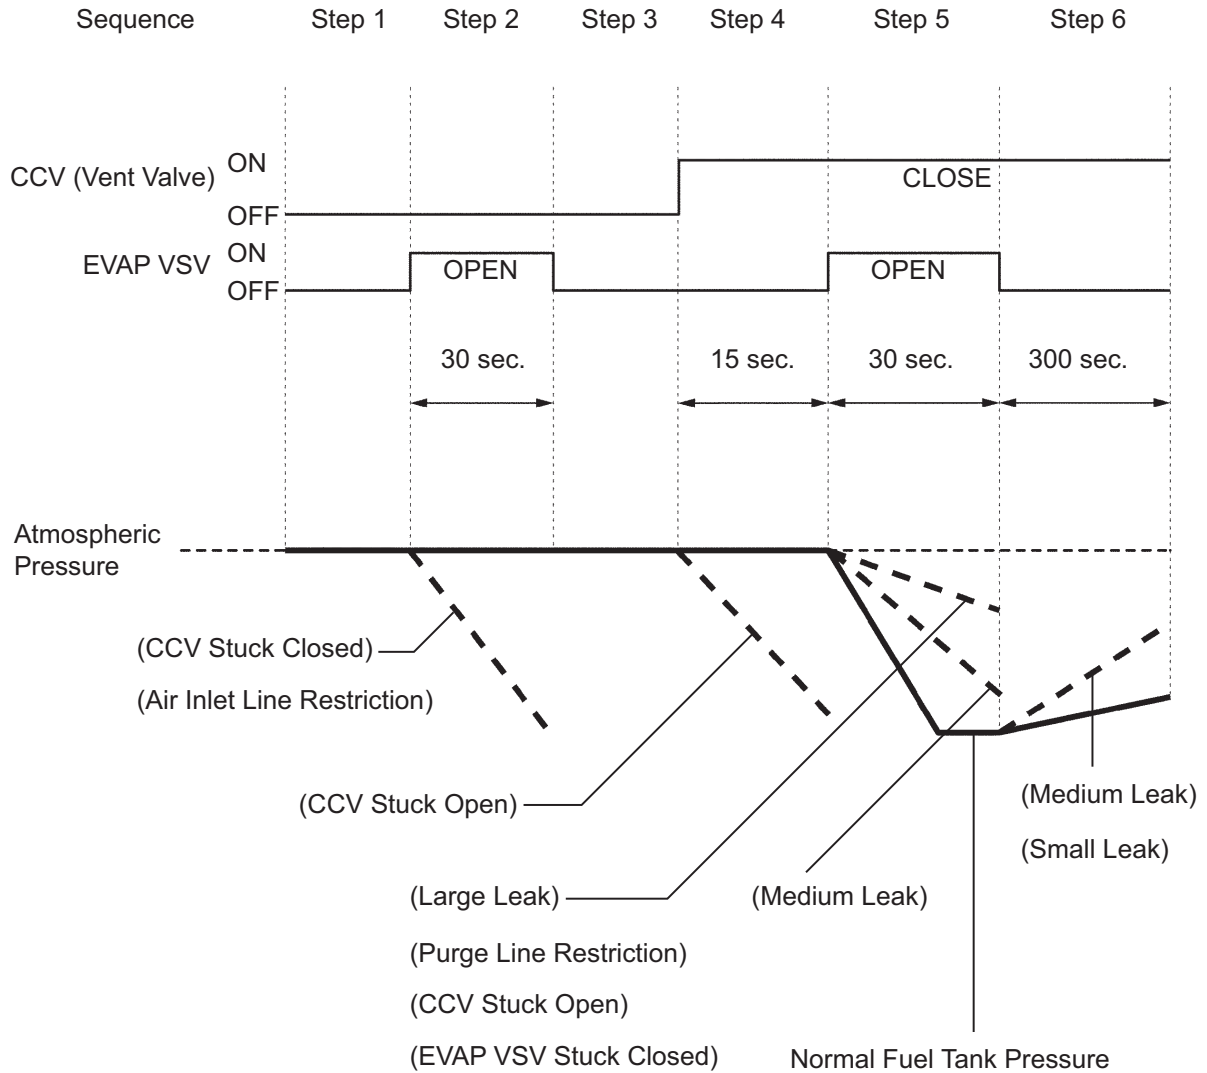 Sequence Step 1 Step 2 Step 3 Step 4 Step 5 Step 6
CCV (Vent Valve) ON
CLOSE
OFF
EVAP VSV ON
OPEN OPEN
OFF
30 sec. 15 sec. 30 sec. 300 sec.
Atmospheric
Pressure
(CCV Stuck Closed)
(Air Inlet Line Restriction)
(CCV Stuck Open)
(Medium Leak)
(Small Leak)
(Large Leak) (Medium Leak)
(Purge Line Restriction)
(CCV Stuck Open)
(EVAP VSV Stuck Closed) Normal Fuel Tank Pressure